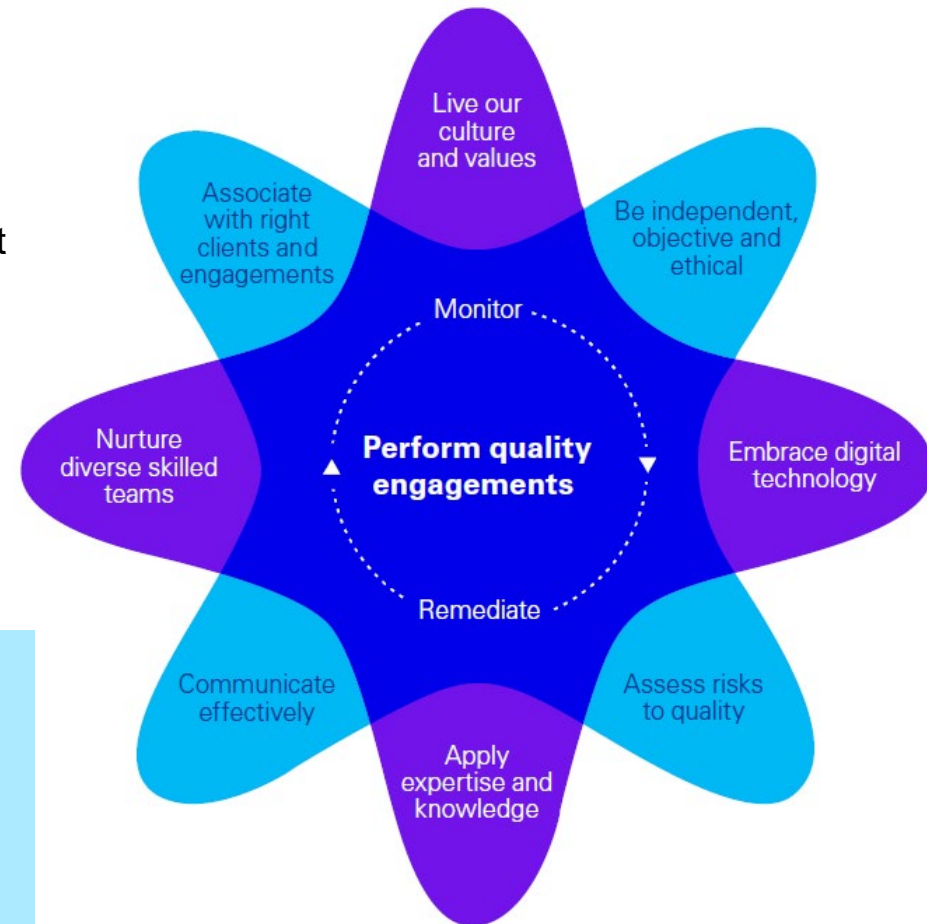 Live our
culture
and values
Associate
with right
clients and
engagements
Be independent,
objective and
ethical
t
Monitor
Nurture
diverse skilled
teams
Perform quality
engagements
Embrace digital
technology
Remediate
Communicate
effectively
Assess risks
to quality
Apply
expertise and
knowledge